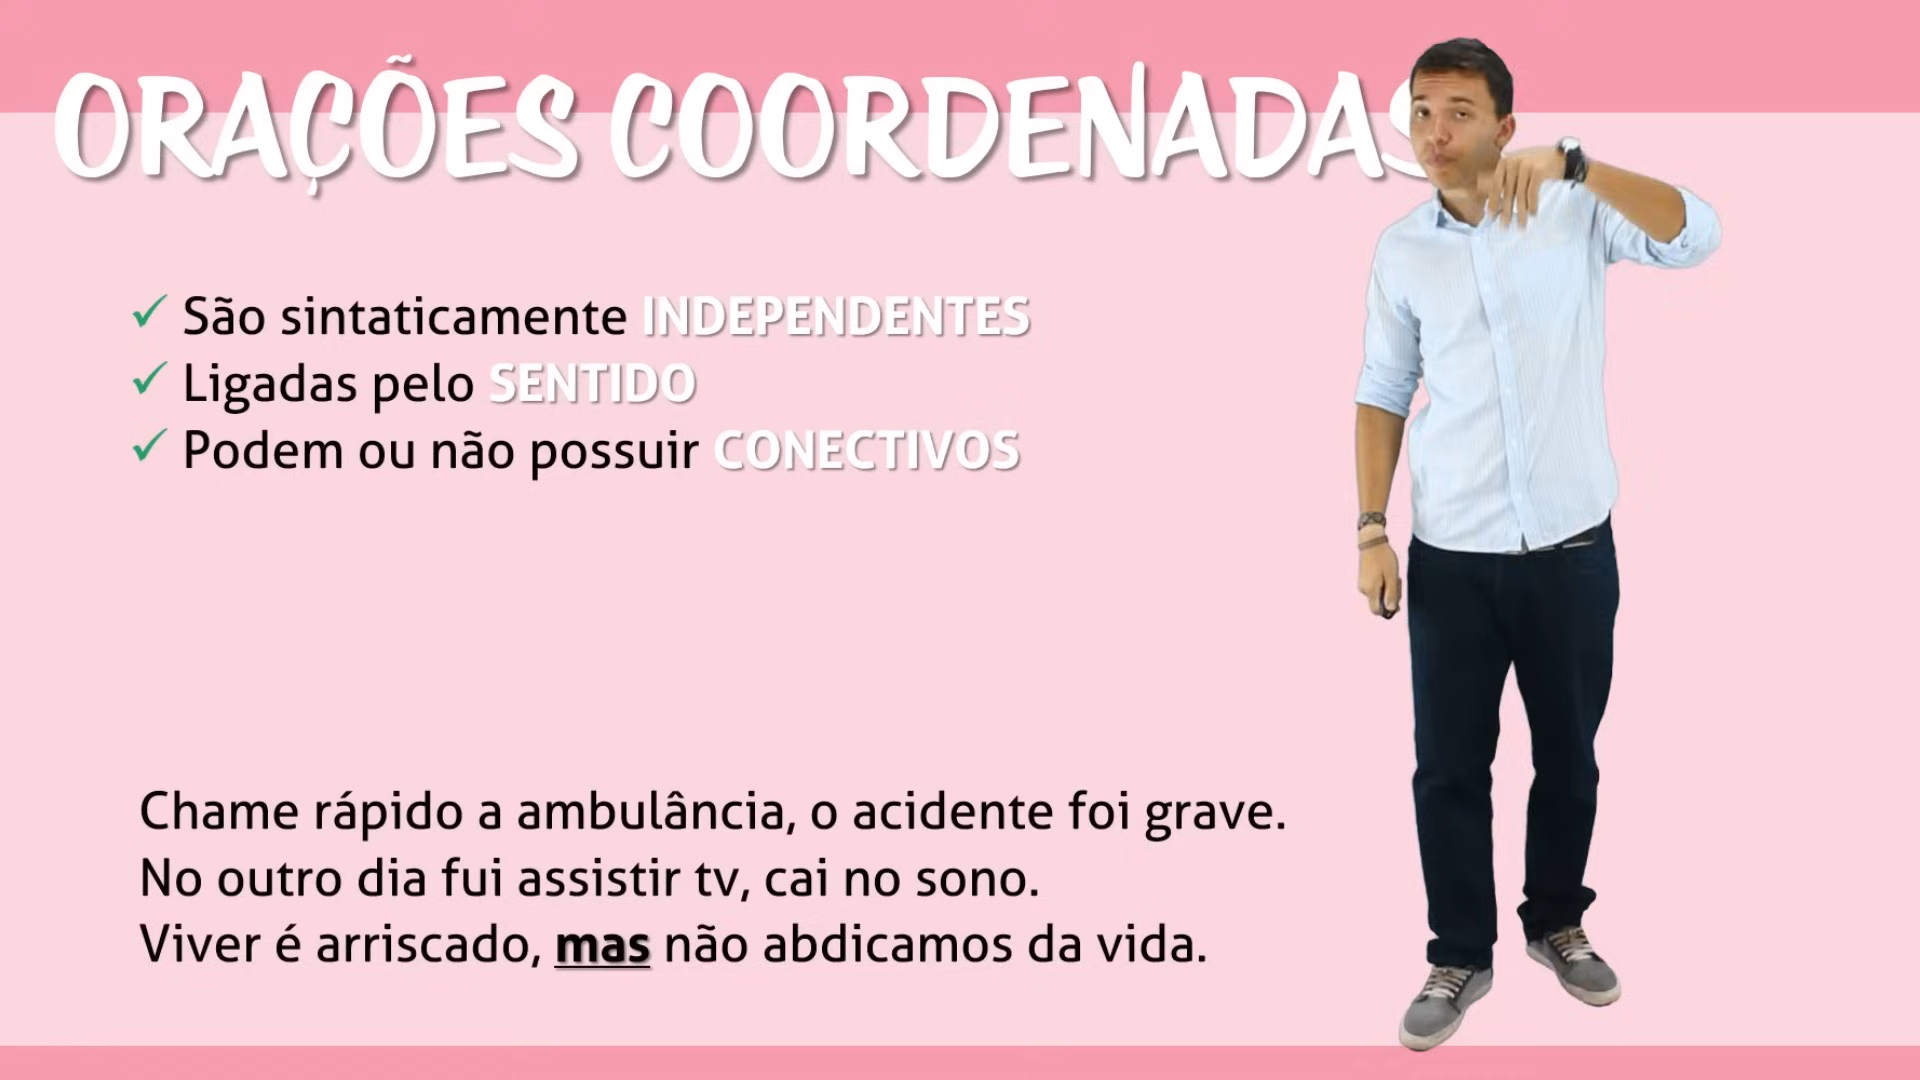 ORAÇÕES COORDENADAS
São sintaticamente INDEPENDENTES
Ligadas pelo SENTIDO
Podem ou não possuir CONECTIVOS
Chame rápido a ambulância, o acidente foi grave.
No outro dia fui assistir tv, cai no sono.
Viver é arriscado, mas não abdicamos da vida.